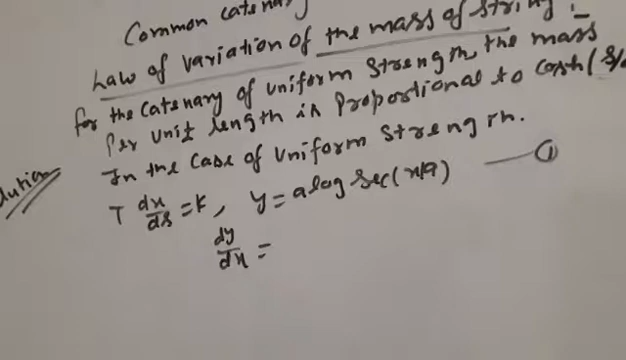 Common catenary
Law of variation of the mass of string :-
for the catenary of uniform strength the mass
per unit length is proportional to cosh(s/
In the case of uniform strength.
lution
T dx/ds = k, y = a log sec(x/a) — ①
dy/dx =